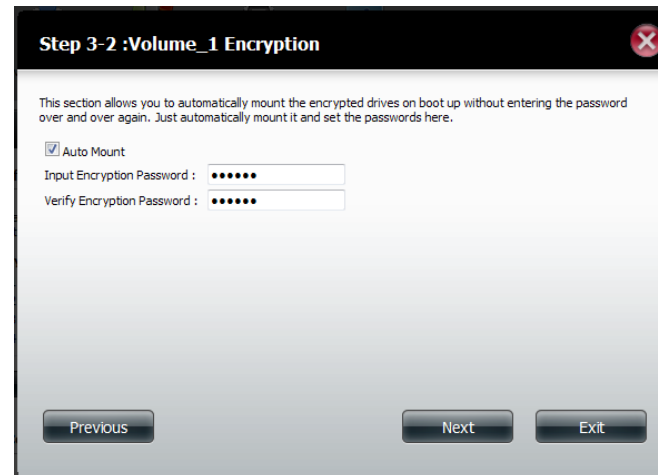 Step 3-2 :Volume_1 Encryption
This section allows you to automatically mount the encrypted drives on boot up without entering the password
over and over again. Just automatically mount it and set the passwords here.
Auto Mount
Input Encryption Password : ••••••
Verify Encryption Password : ••••••
Previous
Next
Exit